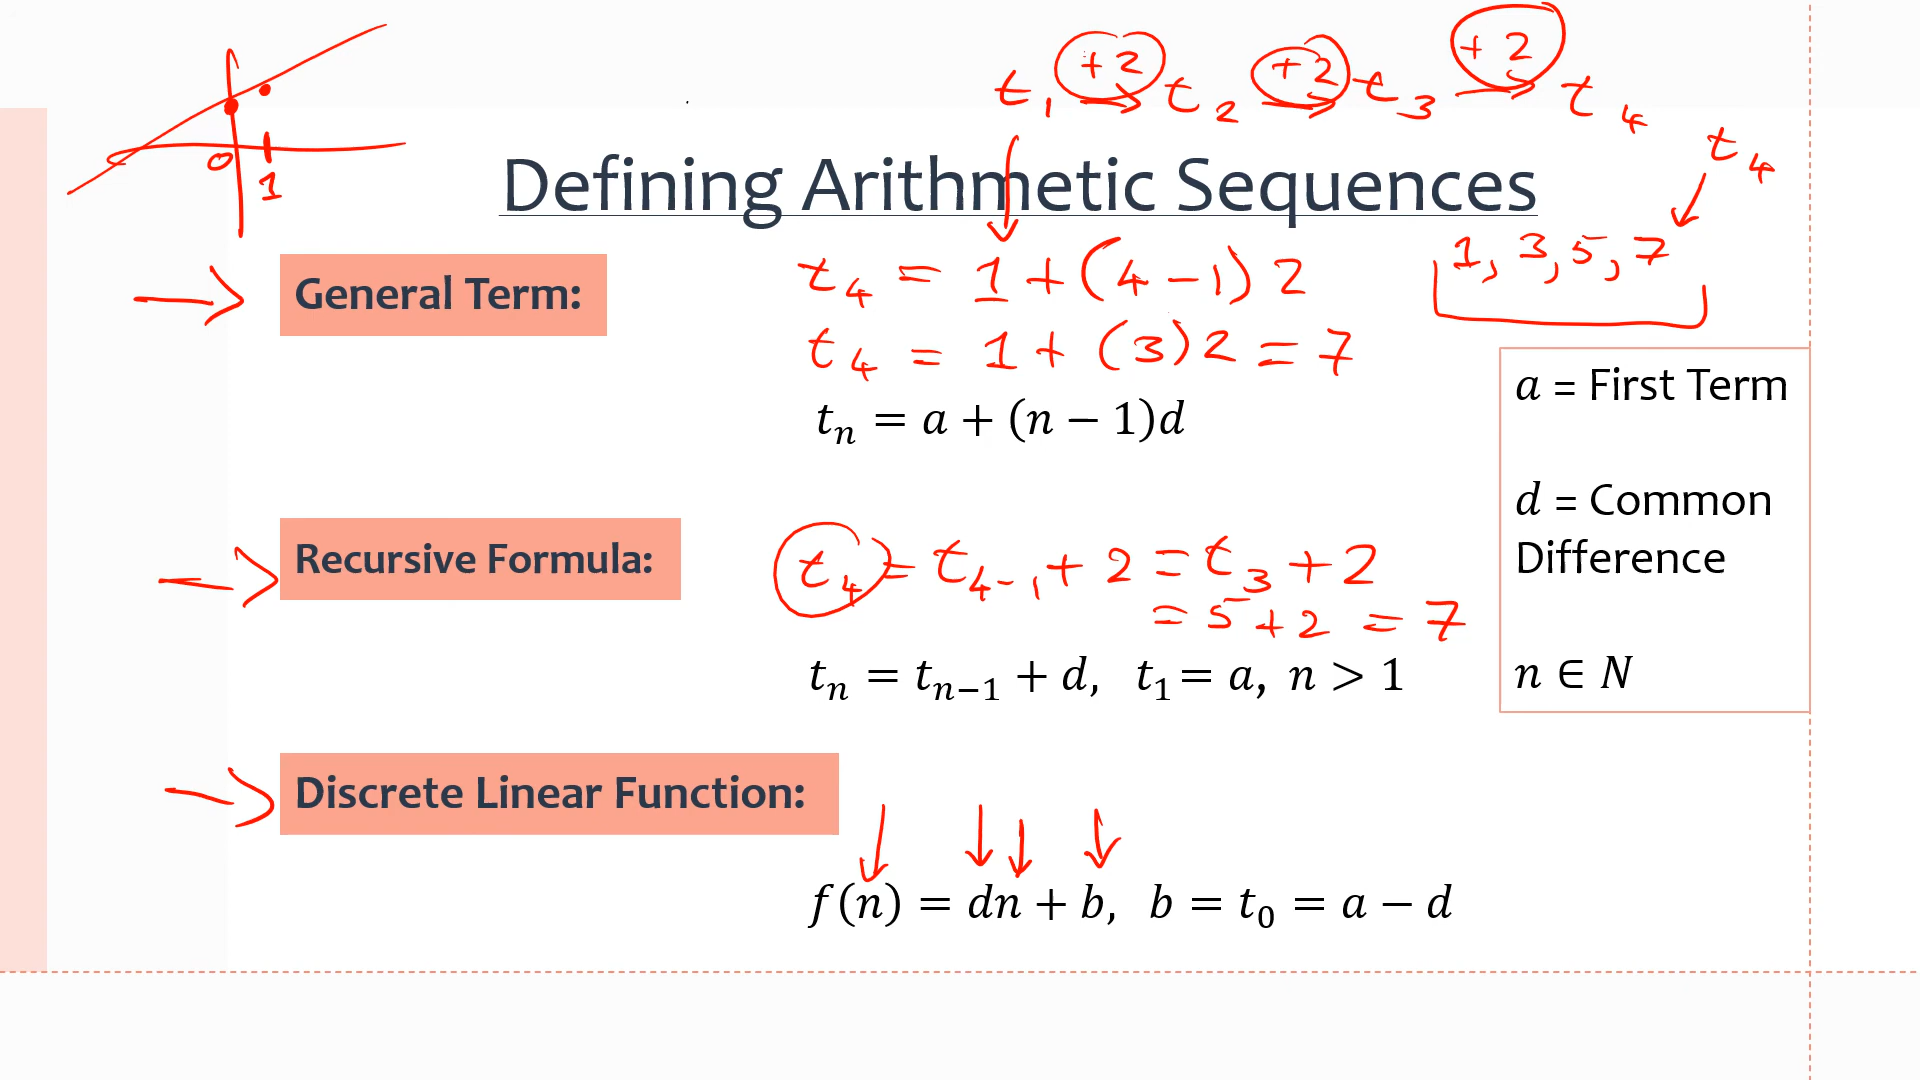 t₁ +2 → t₂ +2 → t₃ +2 → t₄
0
1
t₄
Defining Arithmetic Sequences
1, 3, 5, 7
General Term:
t₄ = 1 + (4 - 1) 2
t₄ = 1 + (3) 2 = 7
tₙ = a + (n − 1)d
a = First Term
d = Common
Difference
n ∈ N
Recursive Formula:
t₄ = t₄₋₁ + 2 = t₃ + 2
= 5 + 2 = 7
tₙ = tₙ₋₁ + d, t₁ = a, n > 1
Discrete Linear Function:
f(n) = dn + b, b = t₀ = a − d